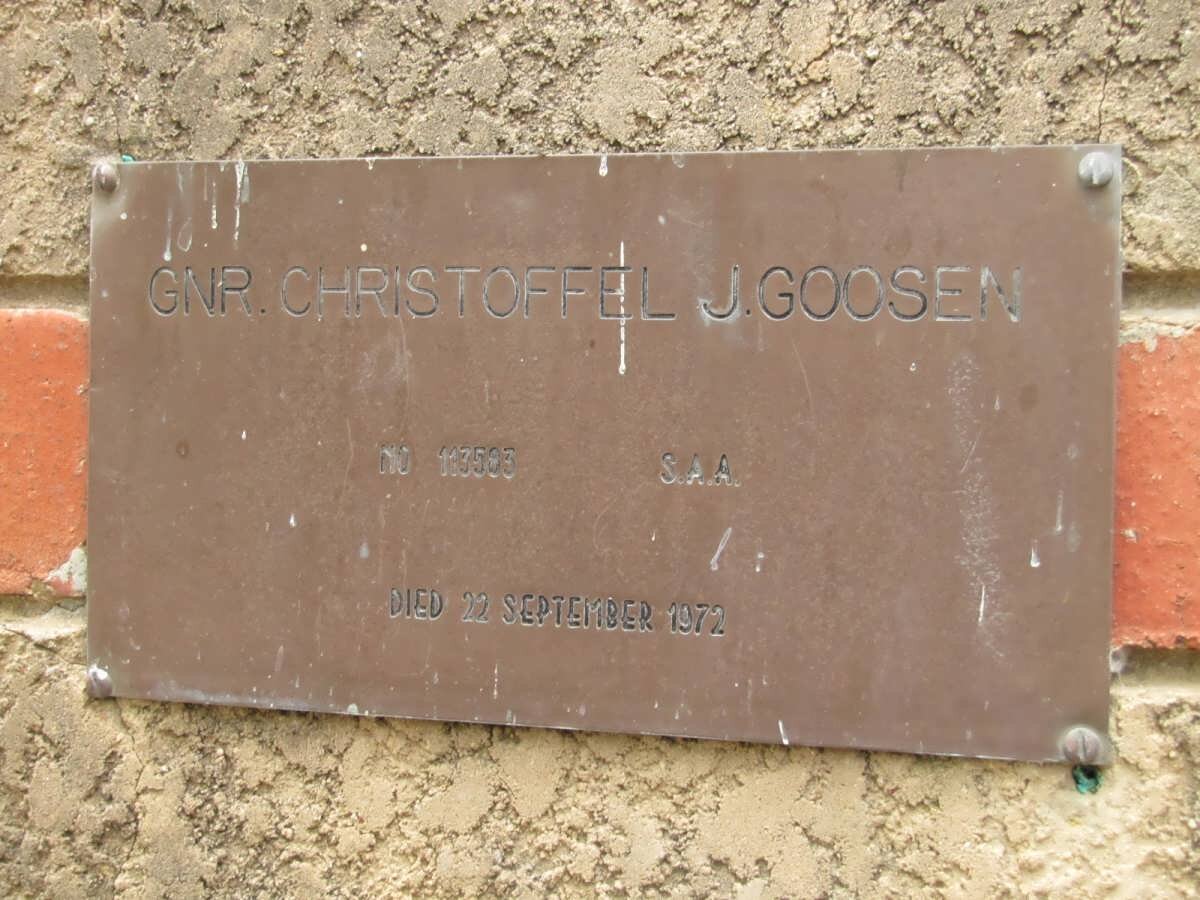 GNR. CHRISTOFFEL J. GOOSEN
NO 113583 S.A.A.
DIED 22 SEPTEMBER 1972